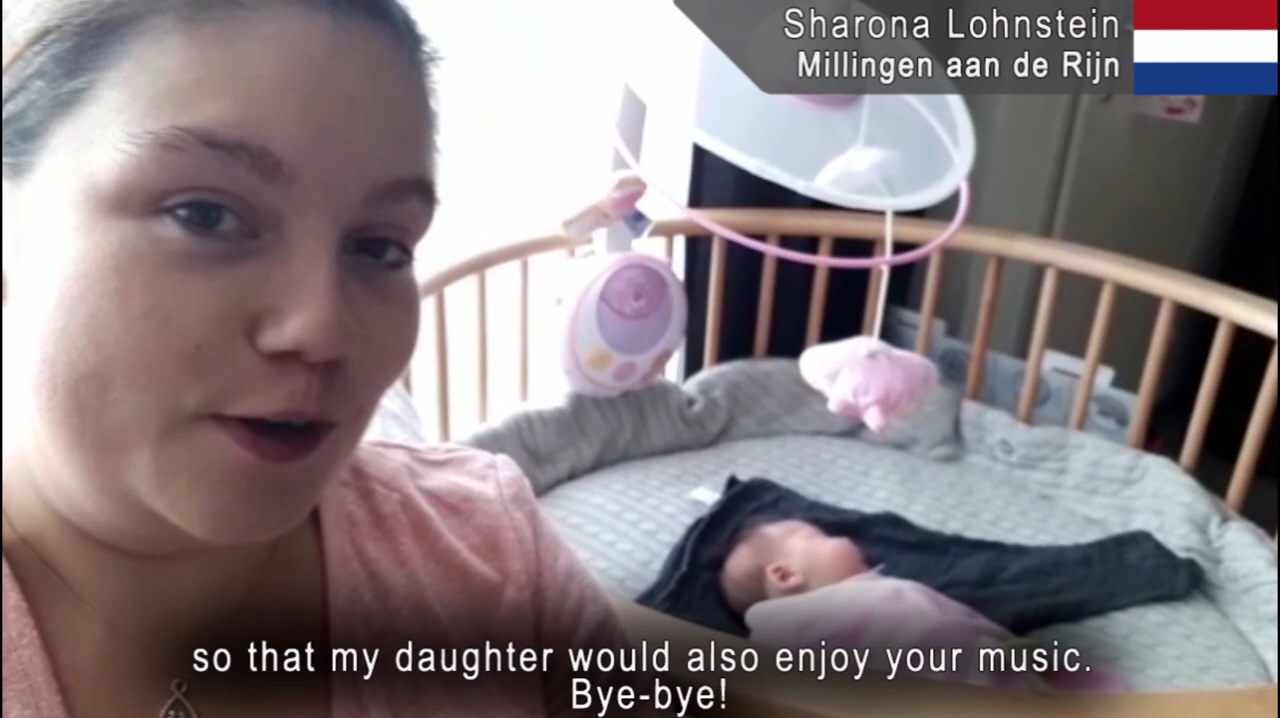 Sharona Lohnstein
Millingen aan de Rijn
so that my daughter would also enjoy your music.
Bye-bye!